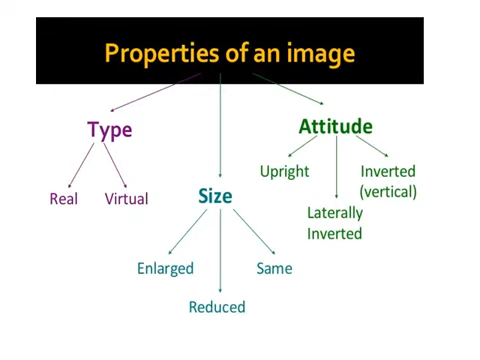 Properties of an image
Type
Attitude
Real
Virtual
Size
Upright
Inverted
(vertical)
Laterally
Inverted
Enlarged
Same
Reduced